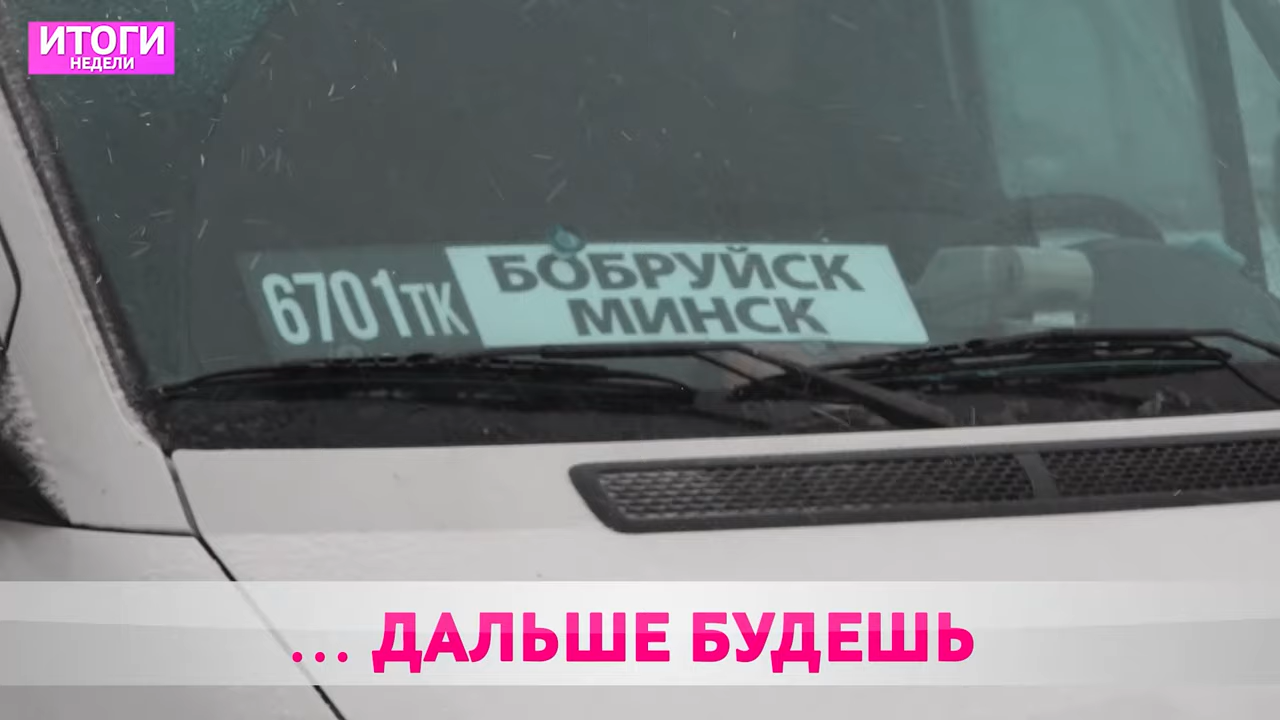 ИТОГИ
НЕДЕЛИ
6701ТК
БОБРУЙСК
МИНСК
... ДАЛЬШЕ БУДЕШЬ